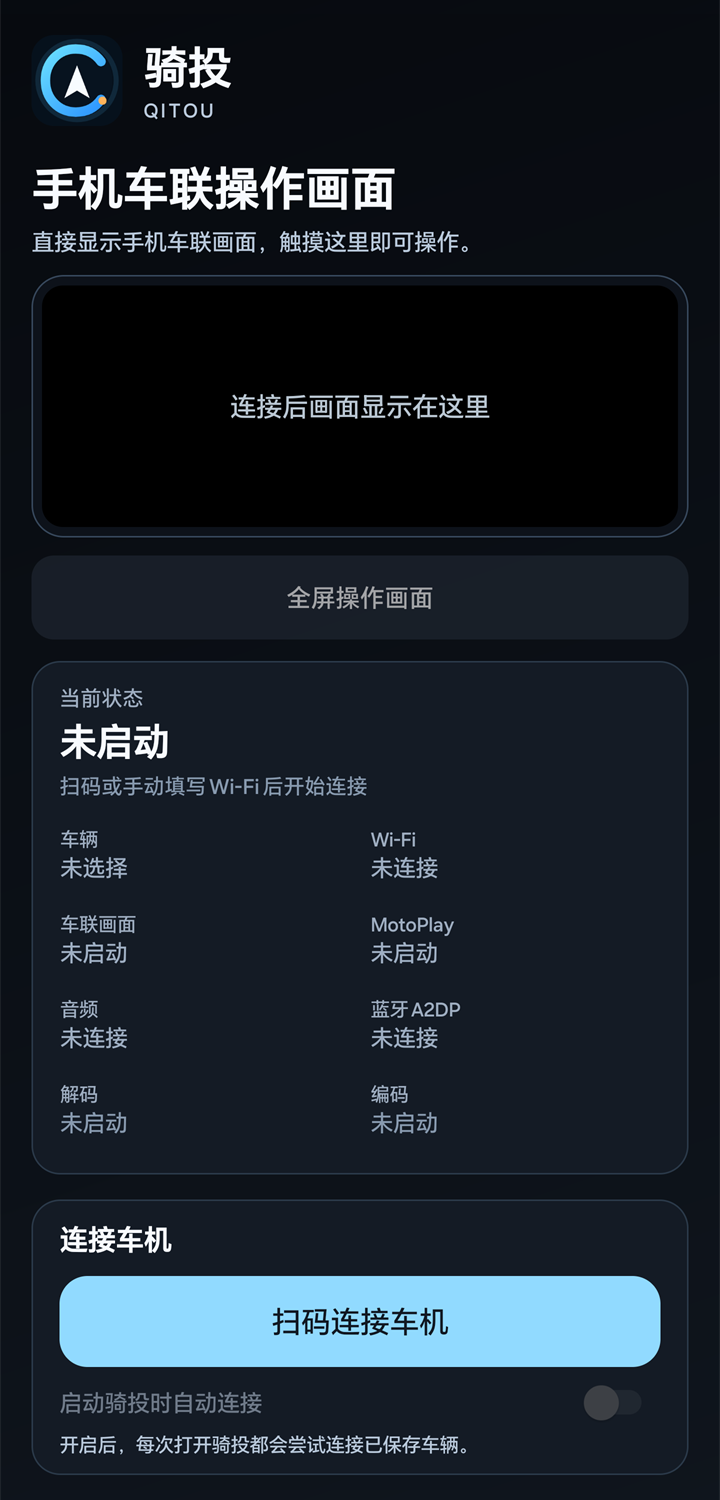 骑投
QITOU
手机车联操作画面
直接显示手机车联画面，触摸这里即可操作。
连接后画面显示在这里
全屏操作画面
当前状态
未启动
扫码或手动填写 Wi-Fi 后开始连接
车辆
未选择
Wi-Fi
未连接
车联画面
未启动
MotoPlay
未启动
音频
未连接
蓝牙 A2DP
未连接
解码
未启动
编码
未启动
连接车机
扫码连接车机
启动骑投时自动连接
开启后，每次打开骑投都会尝试连接已保存车辆。